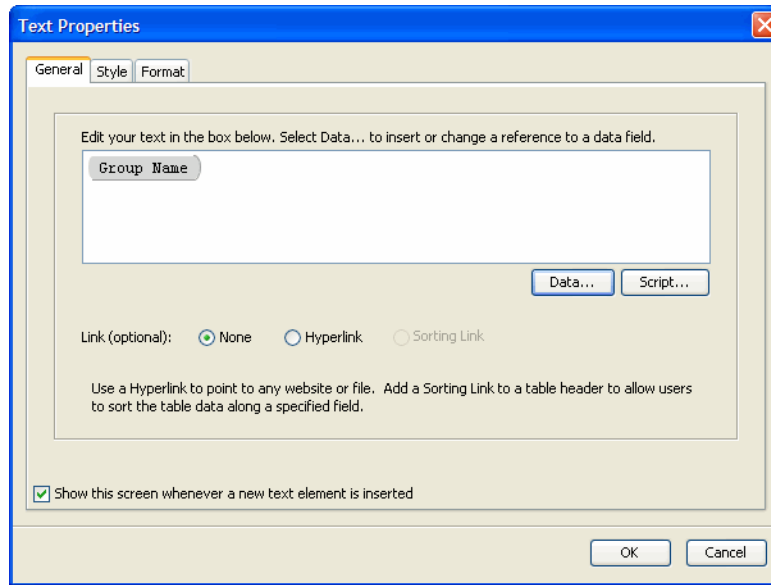 Text Properties
General Style Format
Edit your text in the box below. Select Data... to insert or change a reference to a data field.
Group Name
Data... Script...
Link (optional): None Hyperlink Sorting Link
Use a Hyperlink to point to any website or file. Add a Sorting Link to a table header to allow users
to sort the table data along a specified field.
Show this screen whenever a new text element is inserted
OK Cancel